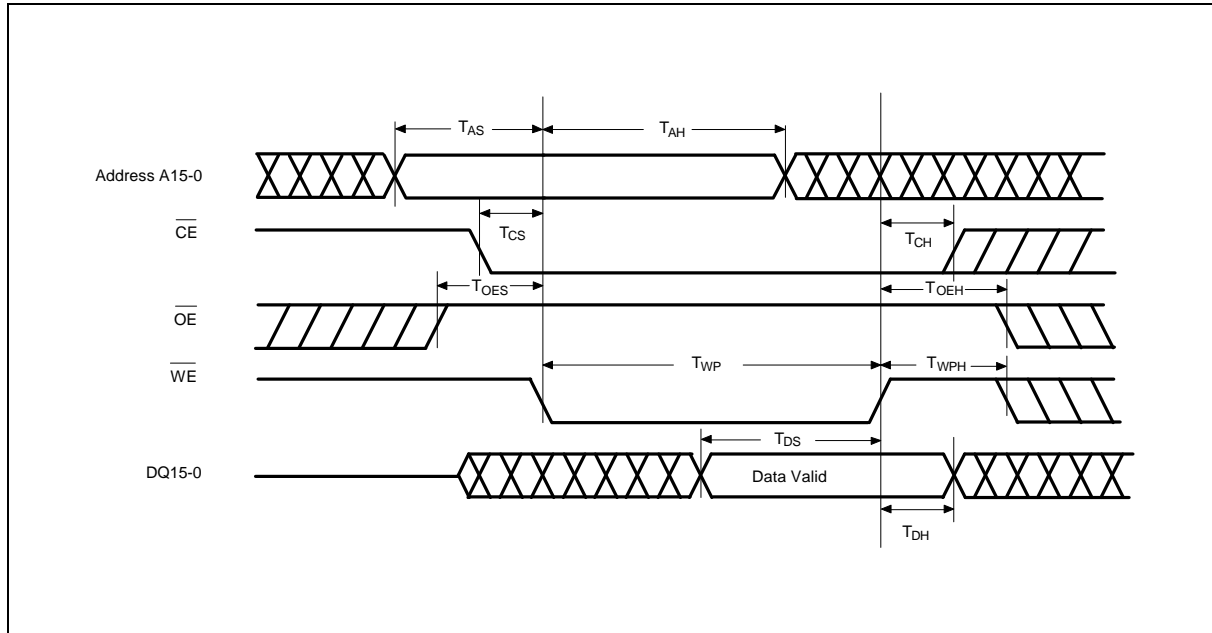 TAS
TAH
Address A15-0
CE
TCS
TCH
TOES
TOEH
OE
TWP
TWPH
WE
TDS
DQ15-0
Data Valid
TDH